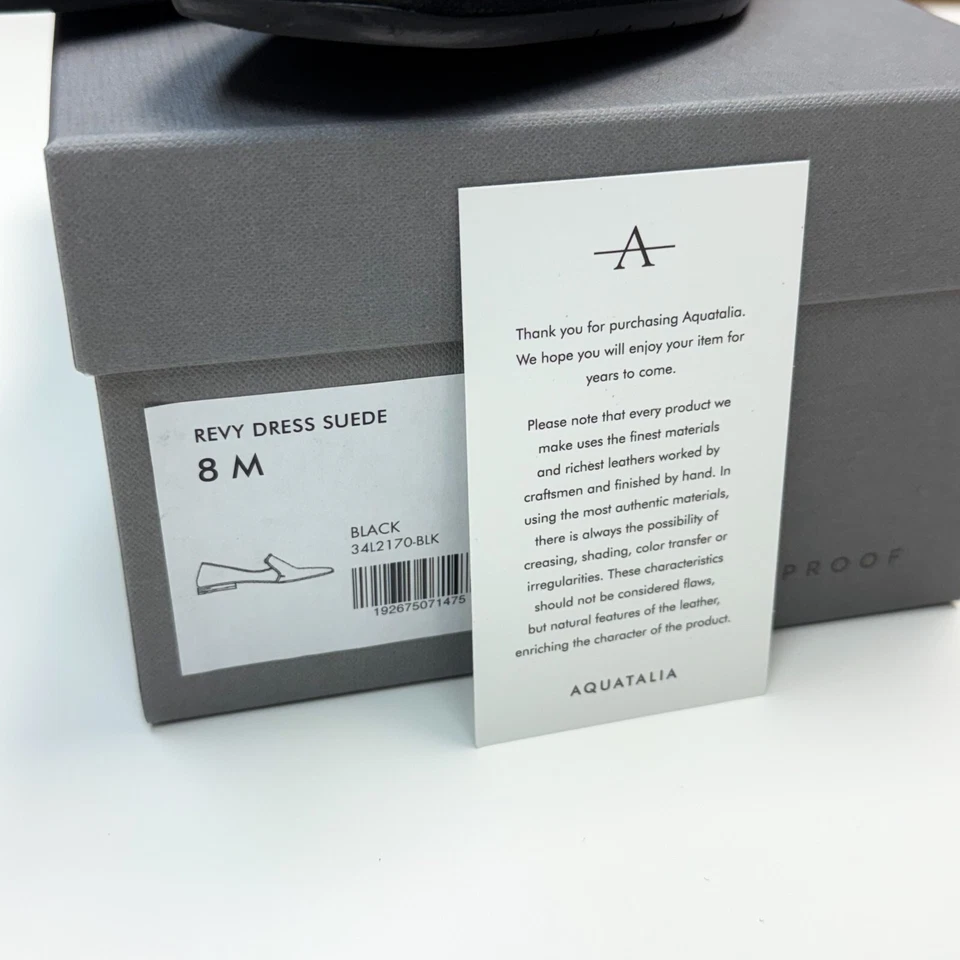 REVY DRESS SUEDE
8 M
BLACK
34L2170-BLK
192675071475
A
Thank you for purchasing Aquatalia.
We hope you will enjoy your item for
years to come.
Please note that every product we
make uses the finest materials
and richest leathers worked by
craftsmen and finished by hand. In
using the most authentic materials,
there is always the possibility of
creasing, shading, color transfer or
irregularities. These characteristics
should not be considered flaws,
but natural features of the leather,
enriching the character of the product.
AQUATALIA
PROOF